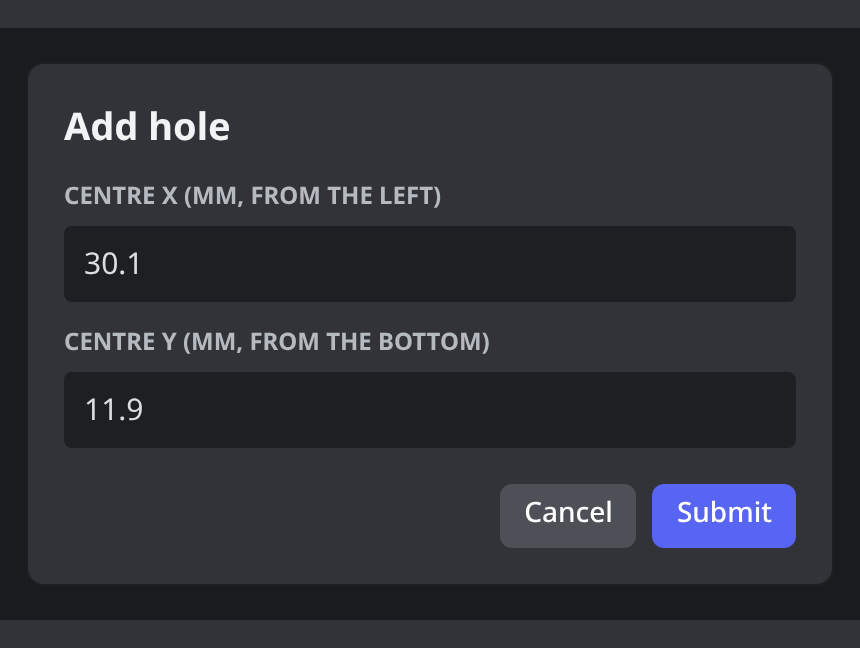 Add hole
CENTRE X (MM, FROM THE LEFT)
30.1
CENTRE Y (MM, FROM THE BOTTOM)
11.9
Cancel Submit